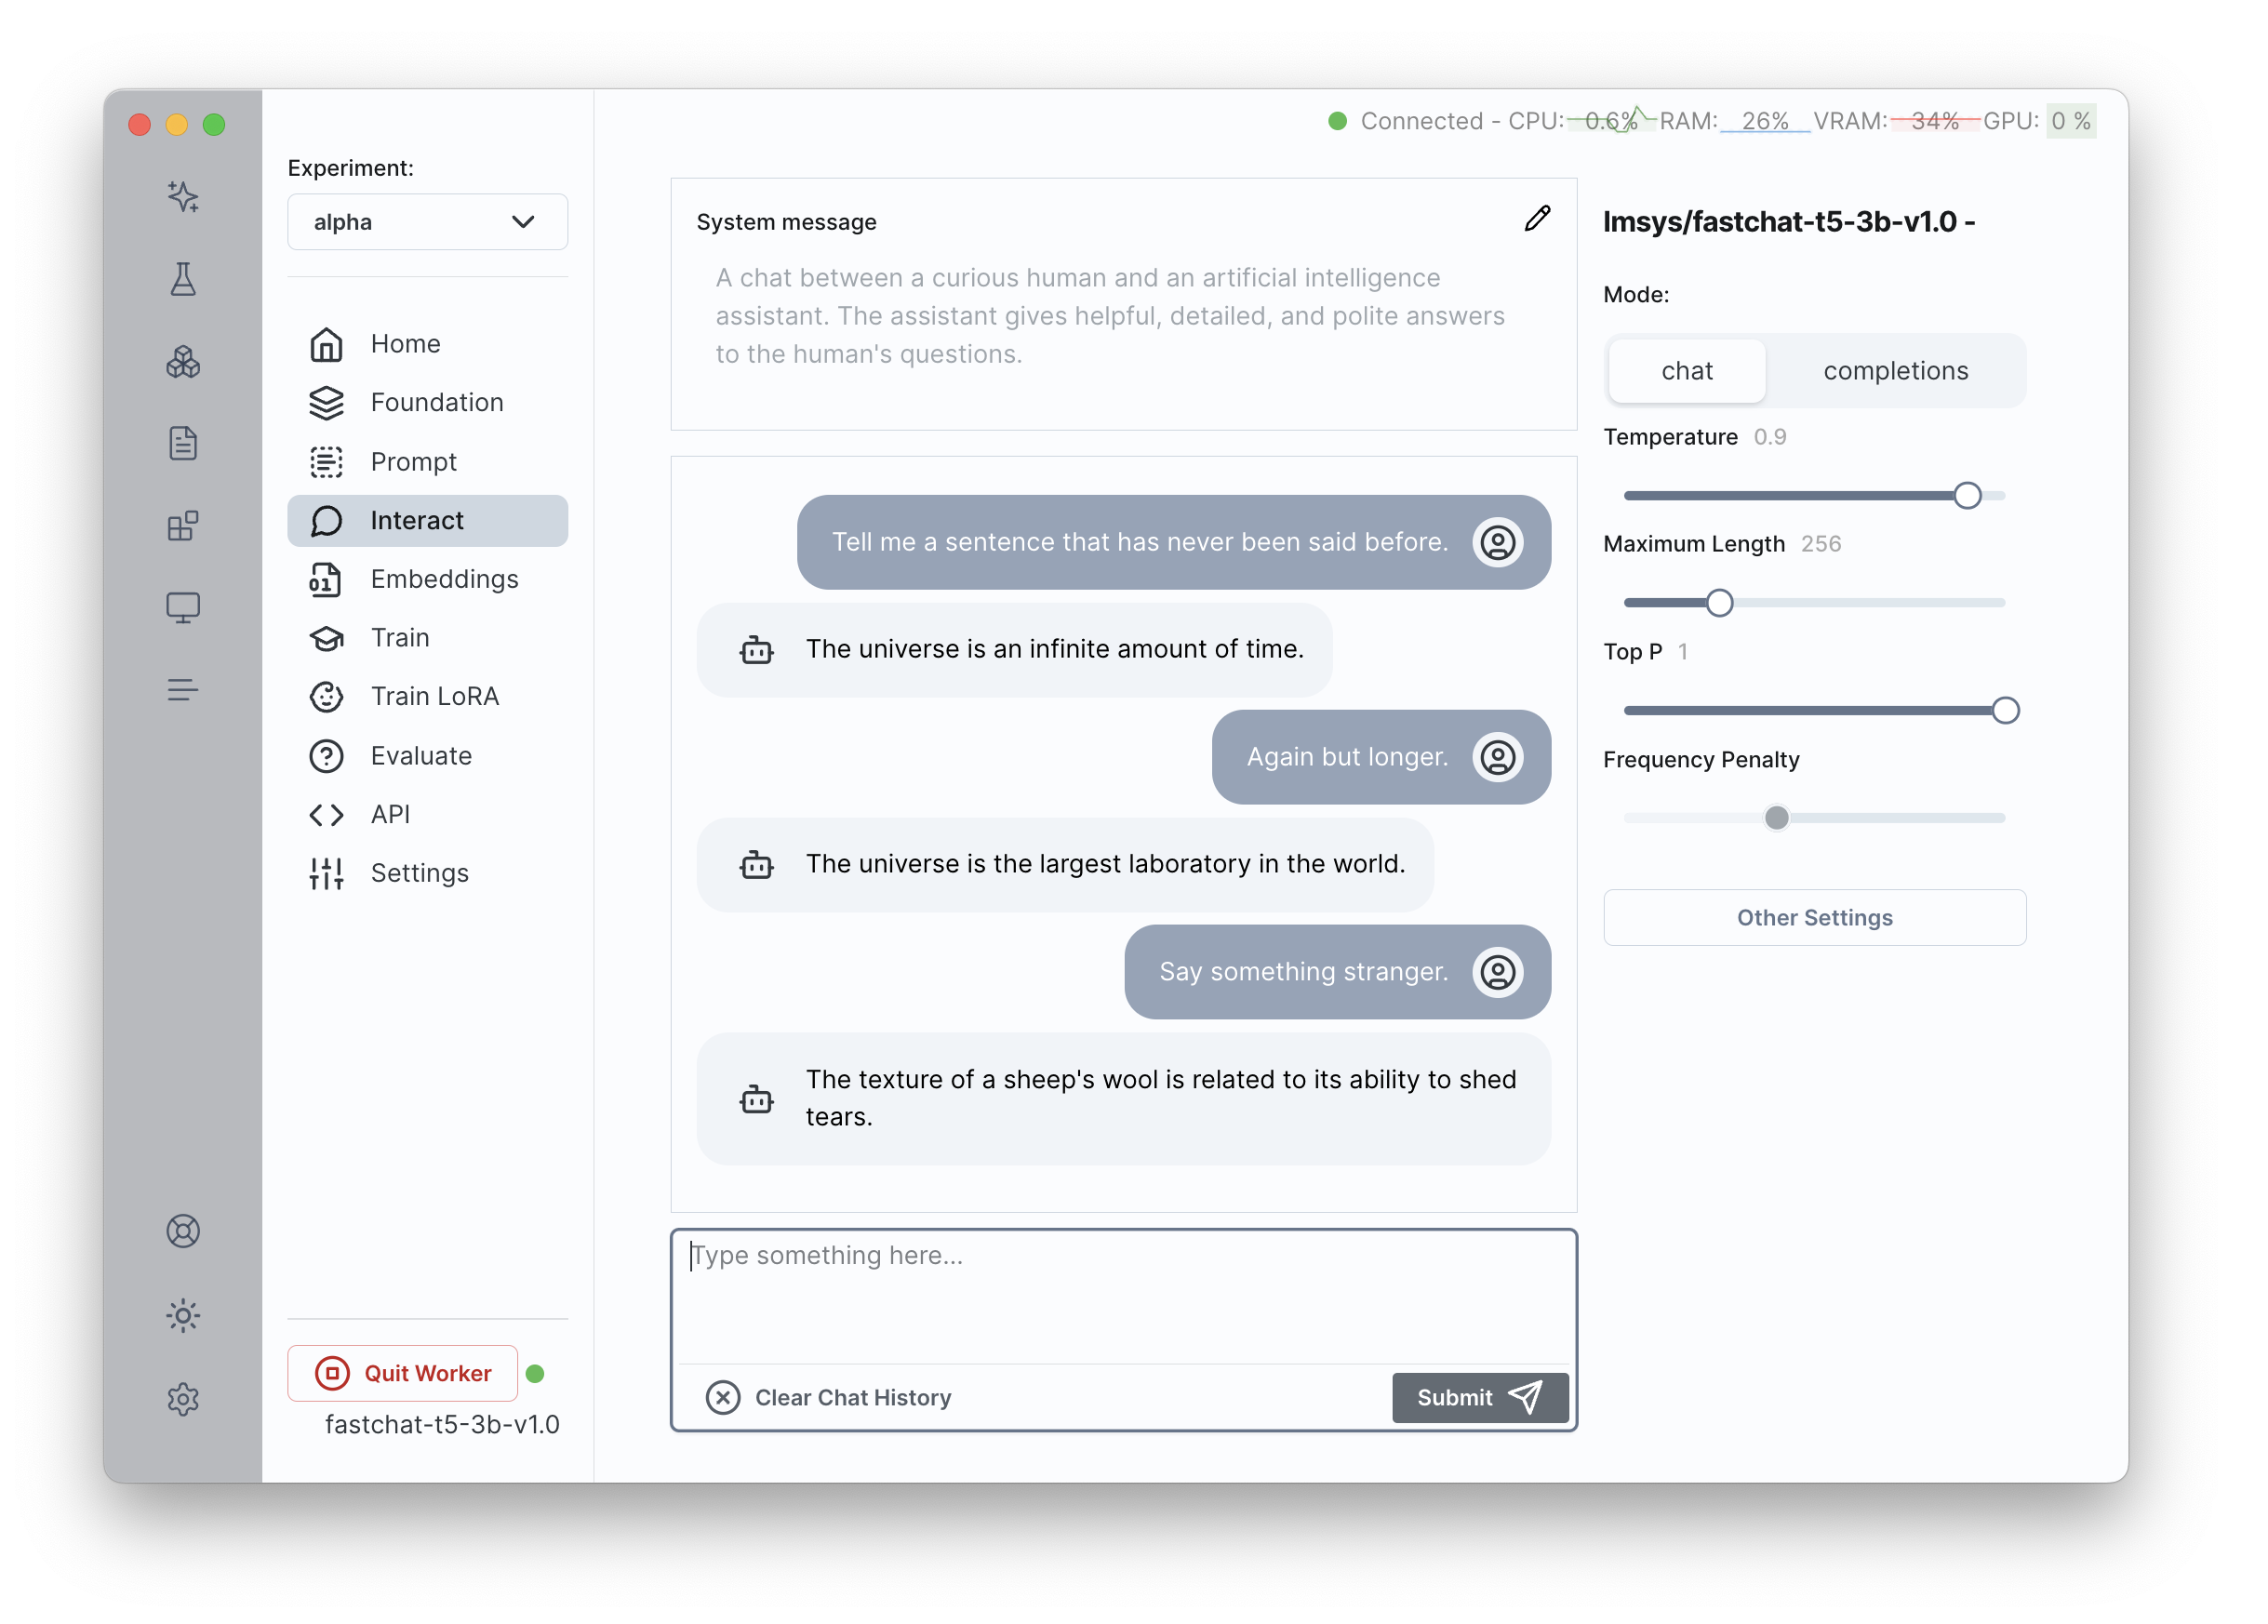 Connected - CPU: 0.6% RAM: 26% VRAM: 34% GPU: 0 %
Experiment:
alpha
Home
Foundation
Prompt
Interact
01 Embeddings
Train
Train LoRA
Evaluate
API
Settings
Quit Worker
fastchat-t5-3b-v1.0
System message
A chat between a curious human and an artificial intelligence
assistant. The assistant gives helpful, detailed, and polite answers
to the human's questions.
Tell me a sentence that has never been said before.
The universe is an infinite amount of time.
Again but longer.
The universe is the largest laboratory in the world.
Say something stranger.
The texture of a sheep's wool is related to its ability to shed
tears.
Type something here...
Clear Chat History
Submit
lmsys/fastchat-t5-3b-v1.0 -
Mode:
chat completions
Temperature 0.9
Maximum Length 256
Top P 1
Frequency Penalty
Other Settings